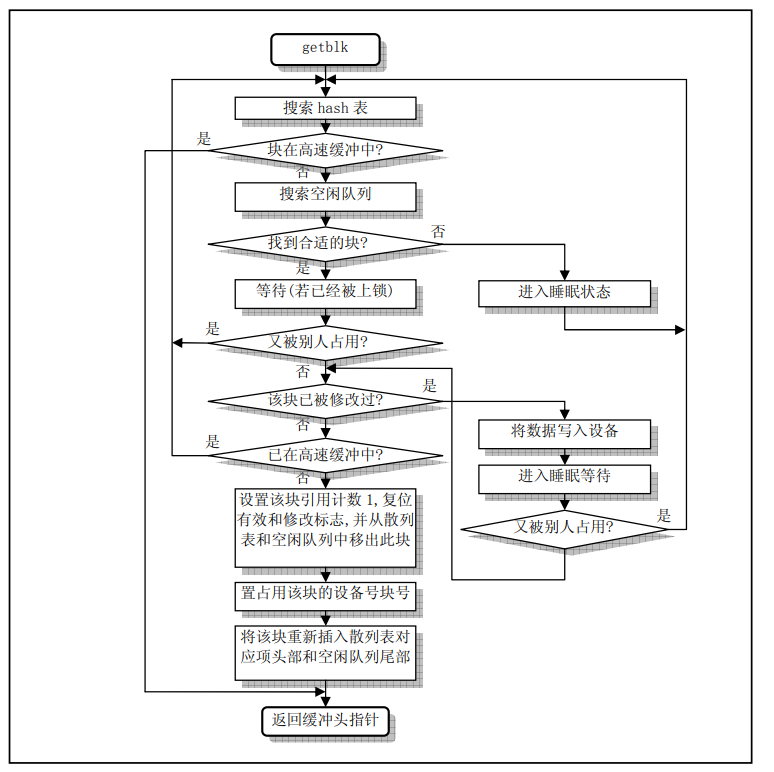 getblk
搜索 hash 表
是
块在高速缓冲中?
否
搜索空闲队列
找到合适的块?
否
是
等待(若已经被上锁)
进入睡眠状态
是
又被别人占用?
否
该块已被修改过?
是
否
将数据写入设备
是
已在高速缓冲中?
进入睡眠等待
否
设置该块引用计数 1,复位
有效和修改标志,并从散列
表和空闲队列中移出此块
又被别人占用?
是
置占用该块的设备号块号
将该块重新插入散列表对
应项头部和空闲队列尾部
返回缓冲头指针